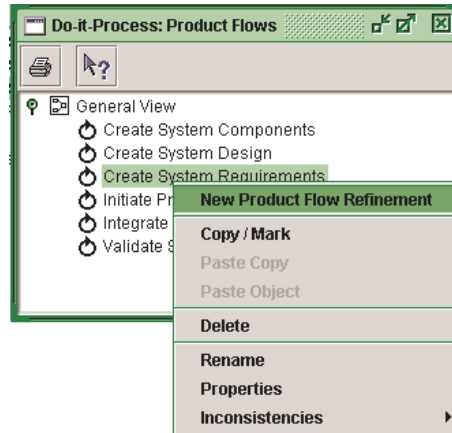 Do-it-Process: Product Flows
?
General View
Create System Components
Create System Design
Create System Requirements
Initiate Pr
Integrate
Validate S
New Product Flow Refinement
Copy / Mark
Paste Copy
Paste Object
Delete
Rename
Properties
Inconsistencies